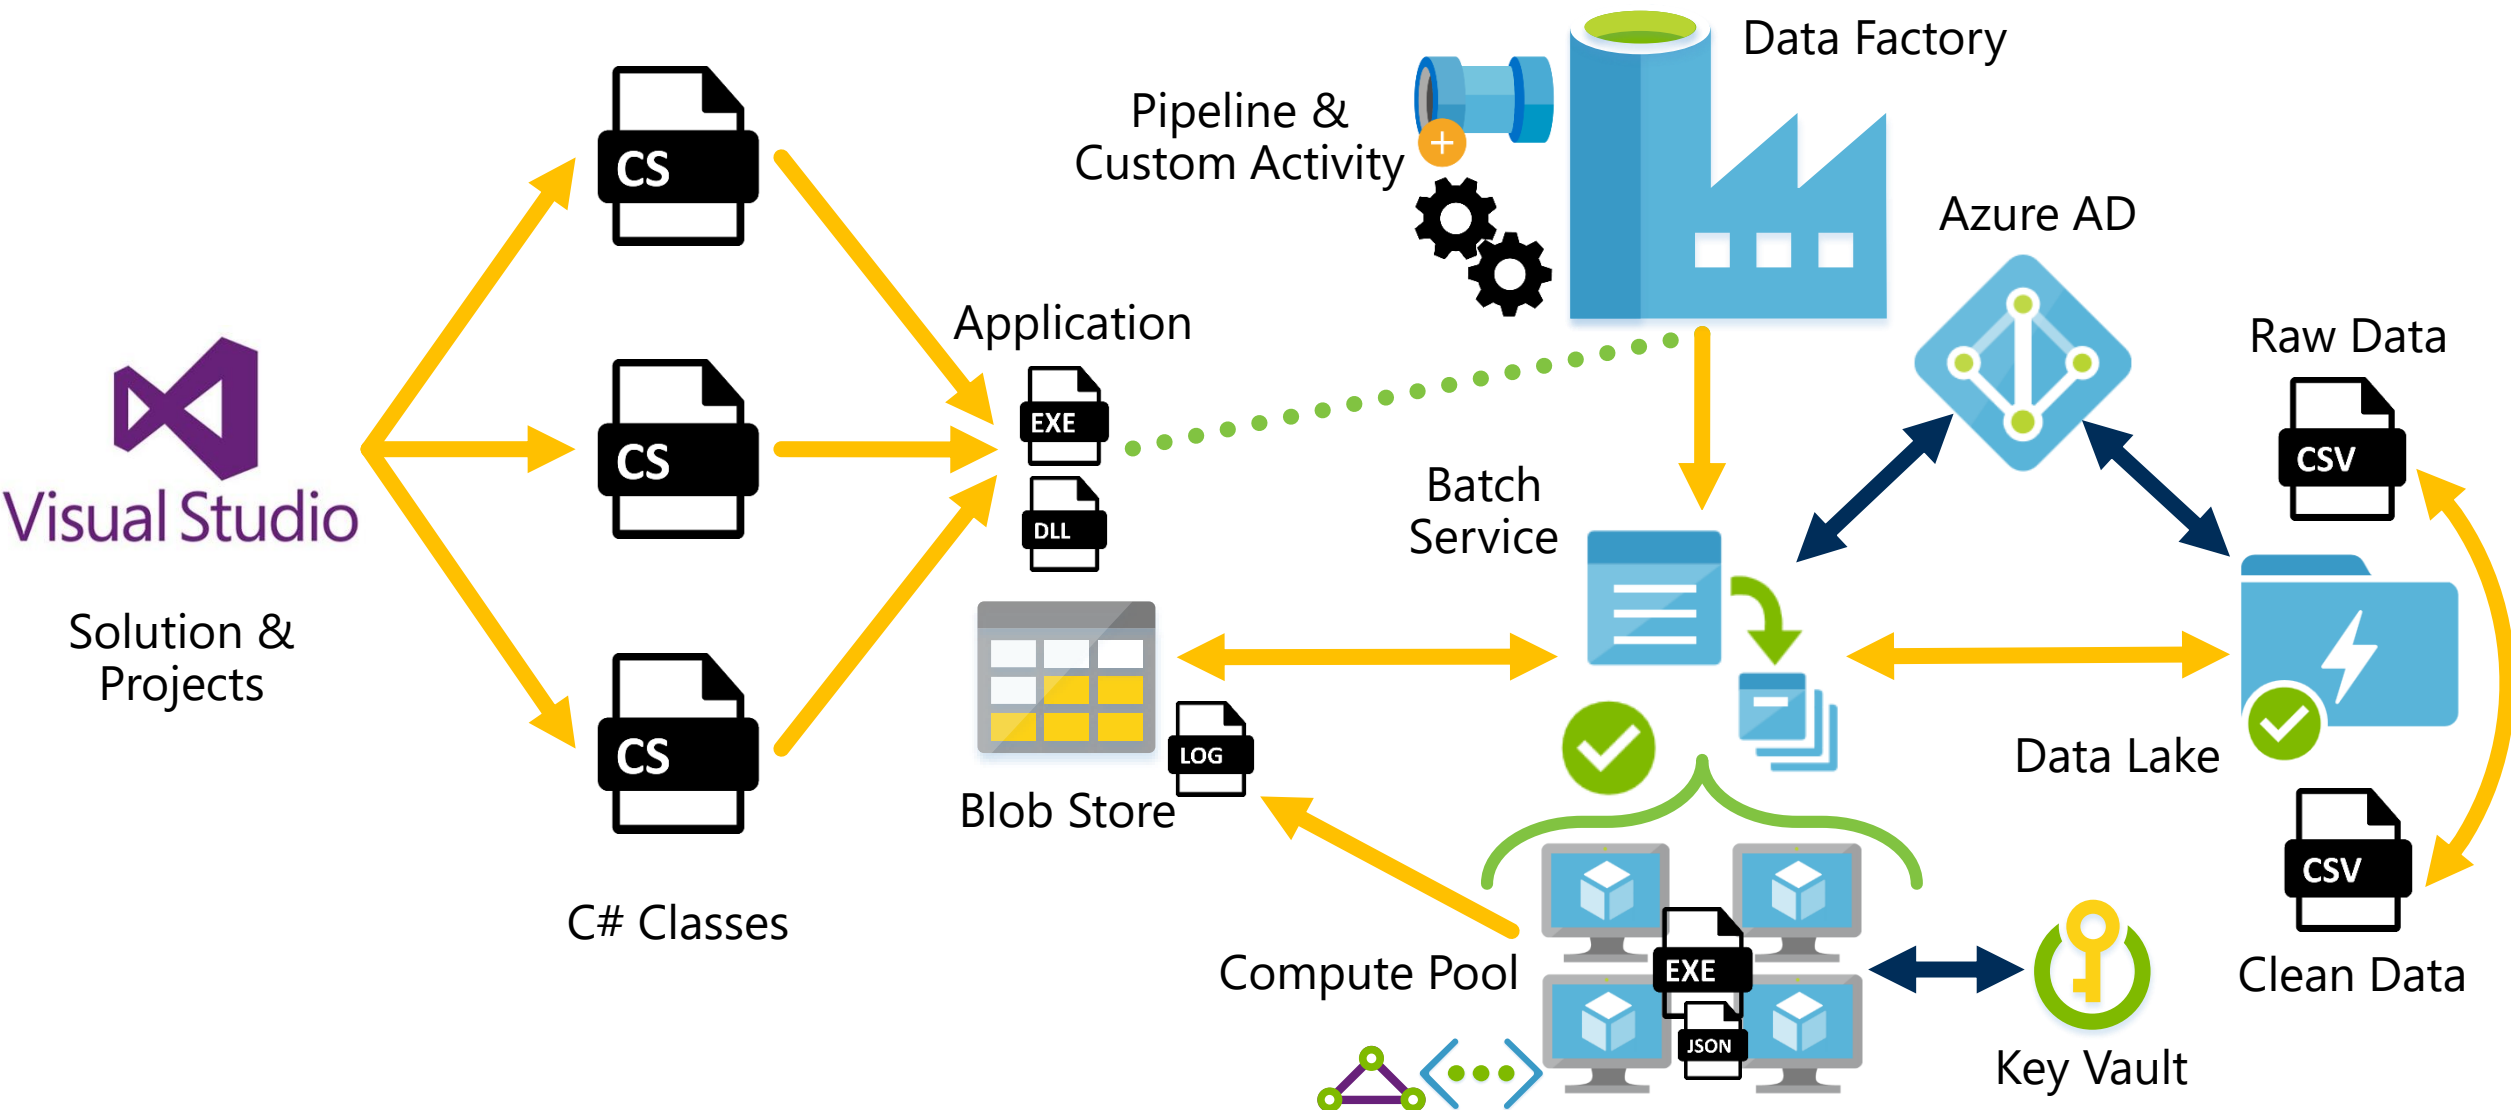 Data Factory
Pipeline &
Custom Activity
CS
Azure AD
Application
Raw Data
EXE
CSV
CS
DLL
Batch
Service
Visual Studio
Solution &
Projects
LOG
Data Lake
CS
Blob Store
CSV
C# Classes
Compute Pool
EXE
Clean Data
JSON
Key Vault